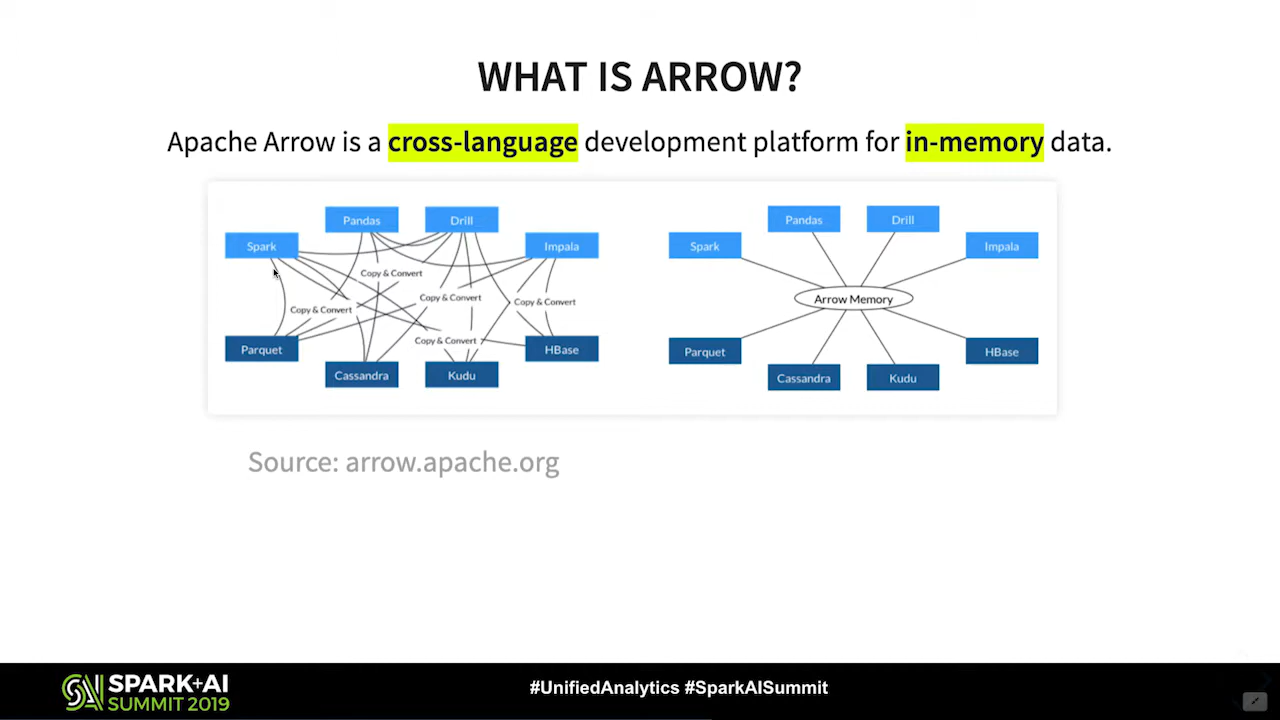 WHAT IS ARROW?
Apache Arrow is a cross-language development platform for in-memory data.
Pandas
Drill
Spark
Impala
Copy & Convert
Copy & Convert
Copy & Convert
Copy & Convert
Copy & Convert
Parquet
HBase
Cassandra
Kudu
Pandas
Drill
Spark
Impala
Arrow Memory
Parquet
HBase
Cassandra
Kudu
Source: arrow.apache.org
SPARK+AI
SUMMIT 2019
#UnifiedAnalytics #SparkAISummit